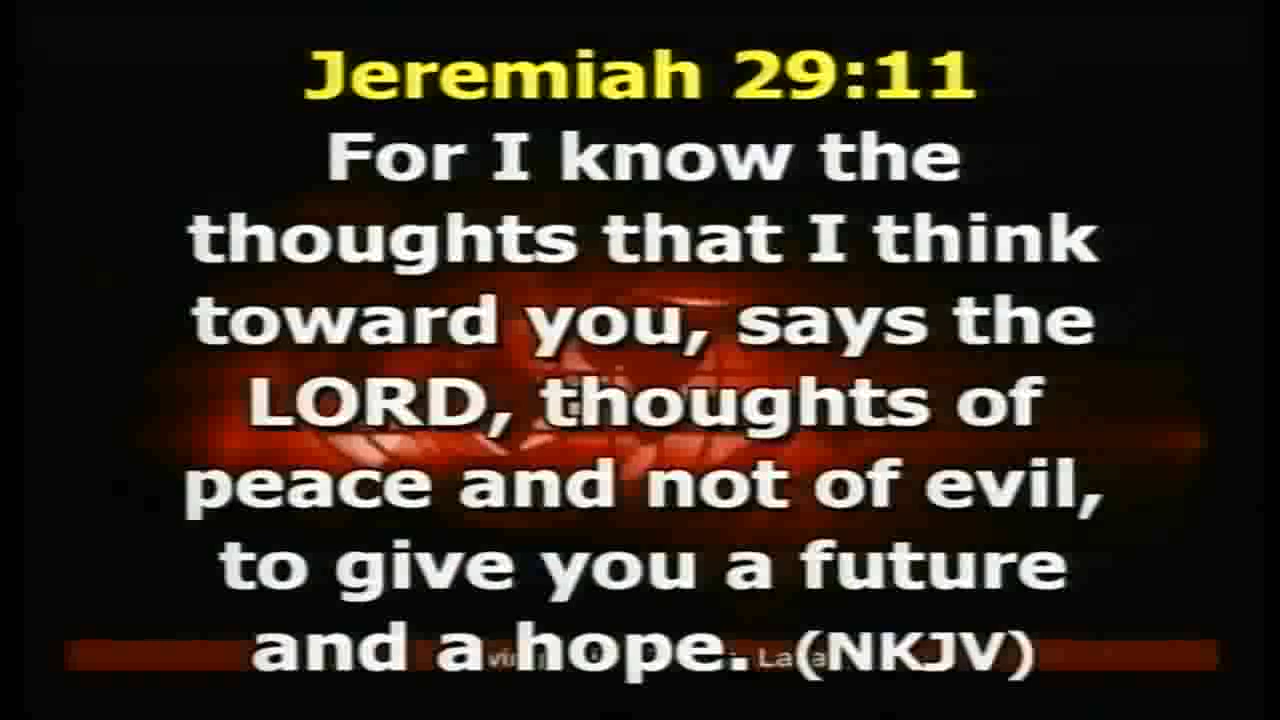 Jeremiah 29:11
For I know the
thoughts that I think
toward you, says the
LORD, thoughts of
peace and not of evil,
to give you a future
and a hope. (NKJV)